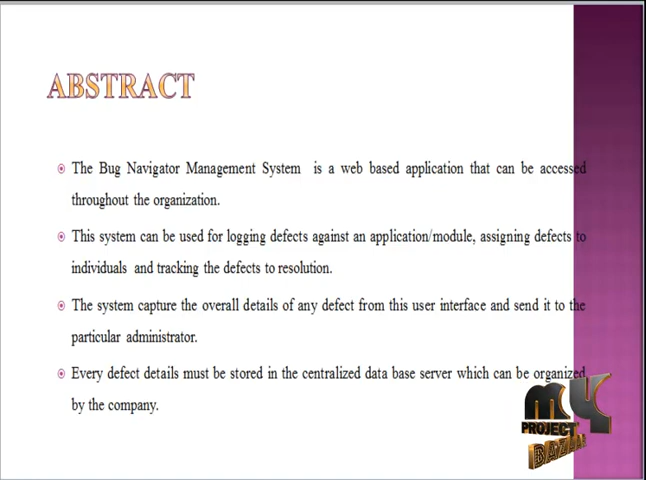 ABSTRACT
The Bug Navigator Management System is a web based application that can be accessed
throughout the organization.
This system can be used for logging defects against an application/module, assigning defects to
individuals and tracking the defects to resolution.
The system capture the overall details of any defect from this user interface and send it to the
particular administrator.
Every defect details must be stored in the centralized data base server which can be organized
by the company.
my
PROJECT
BAZAAR